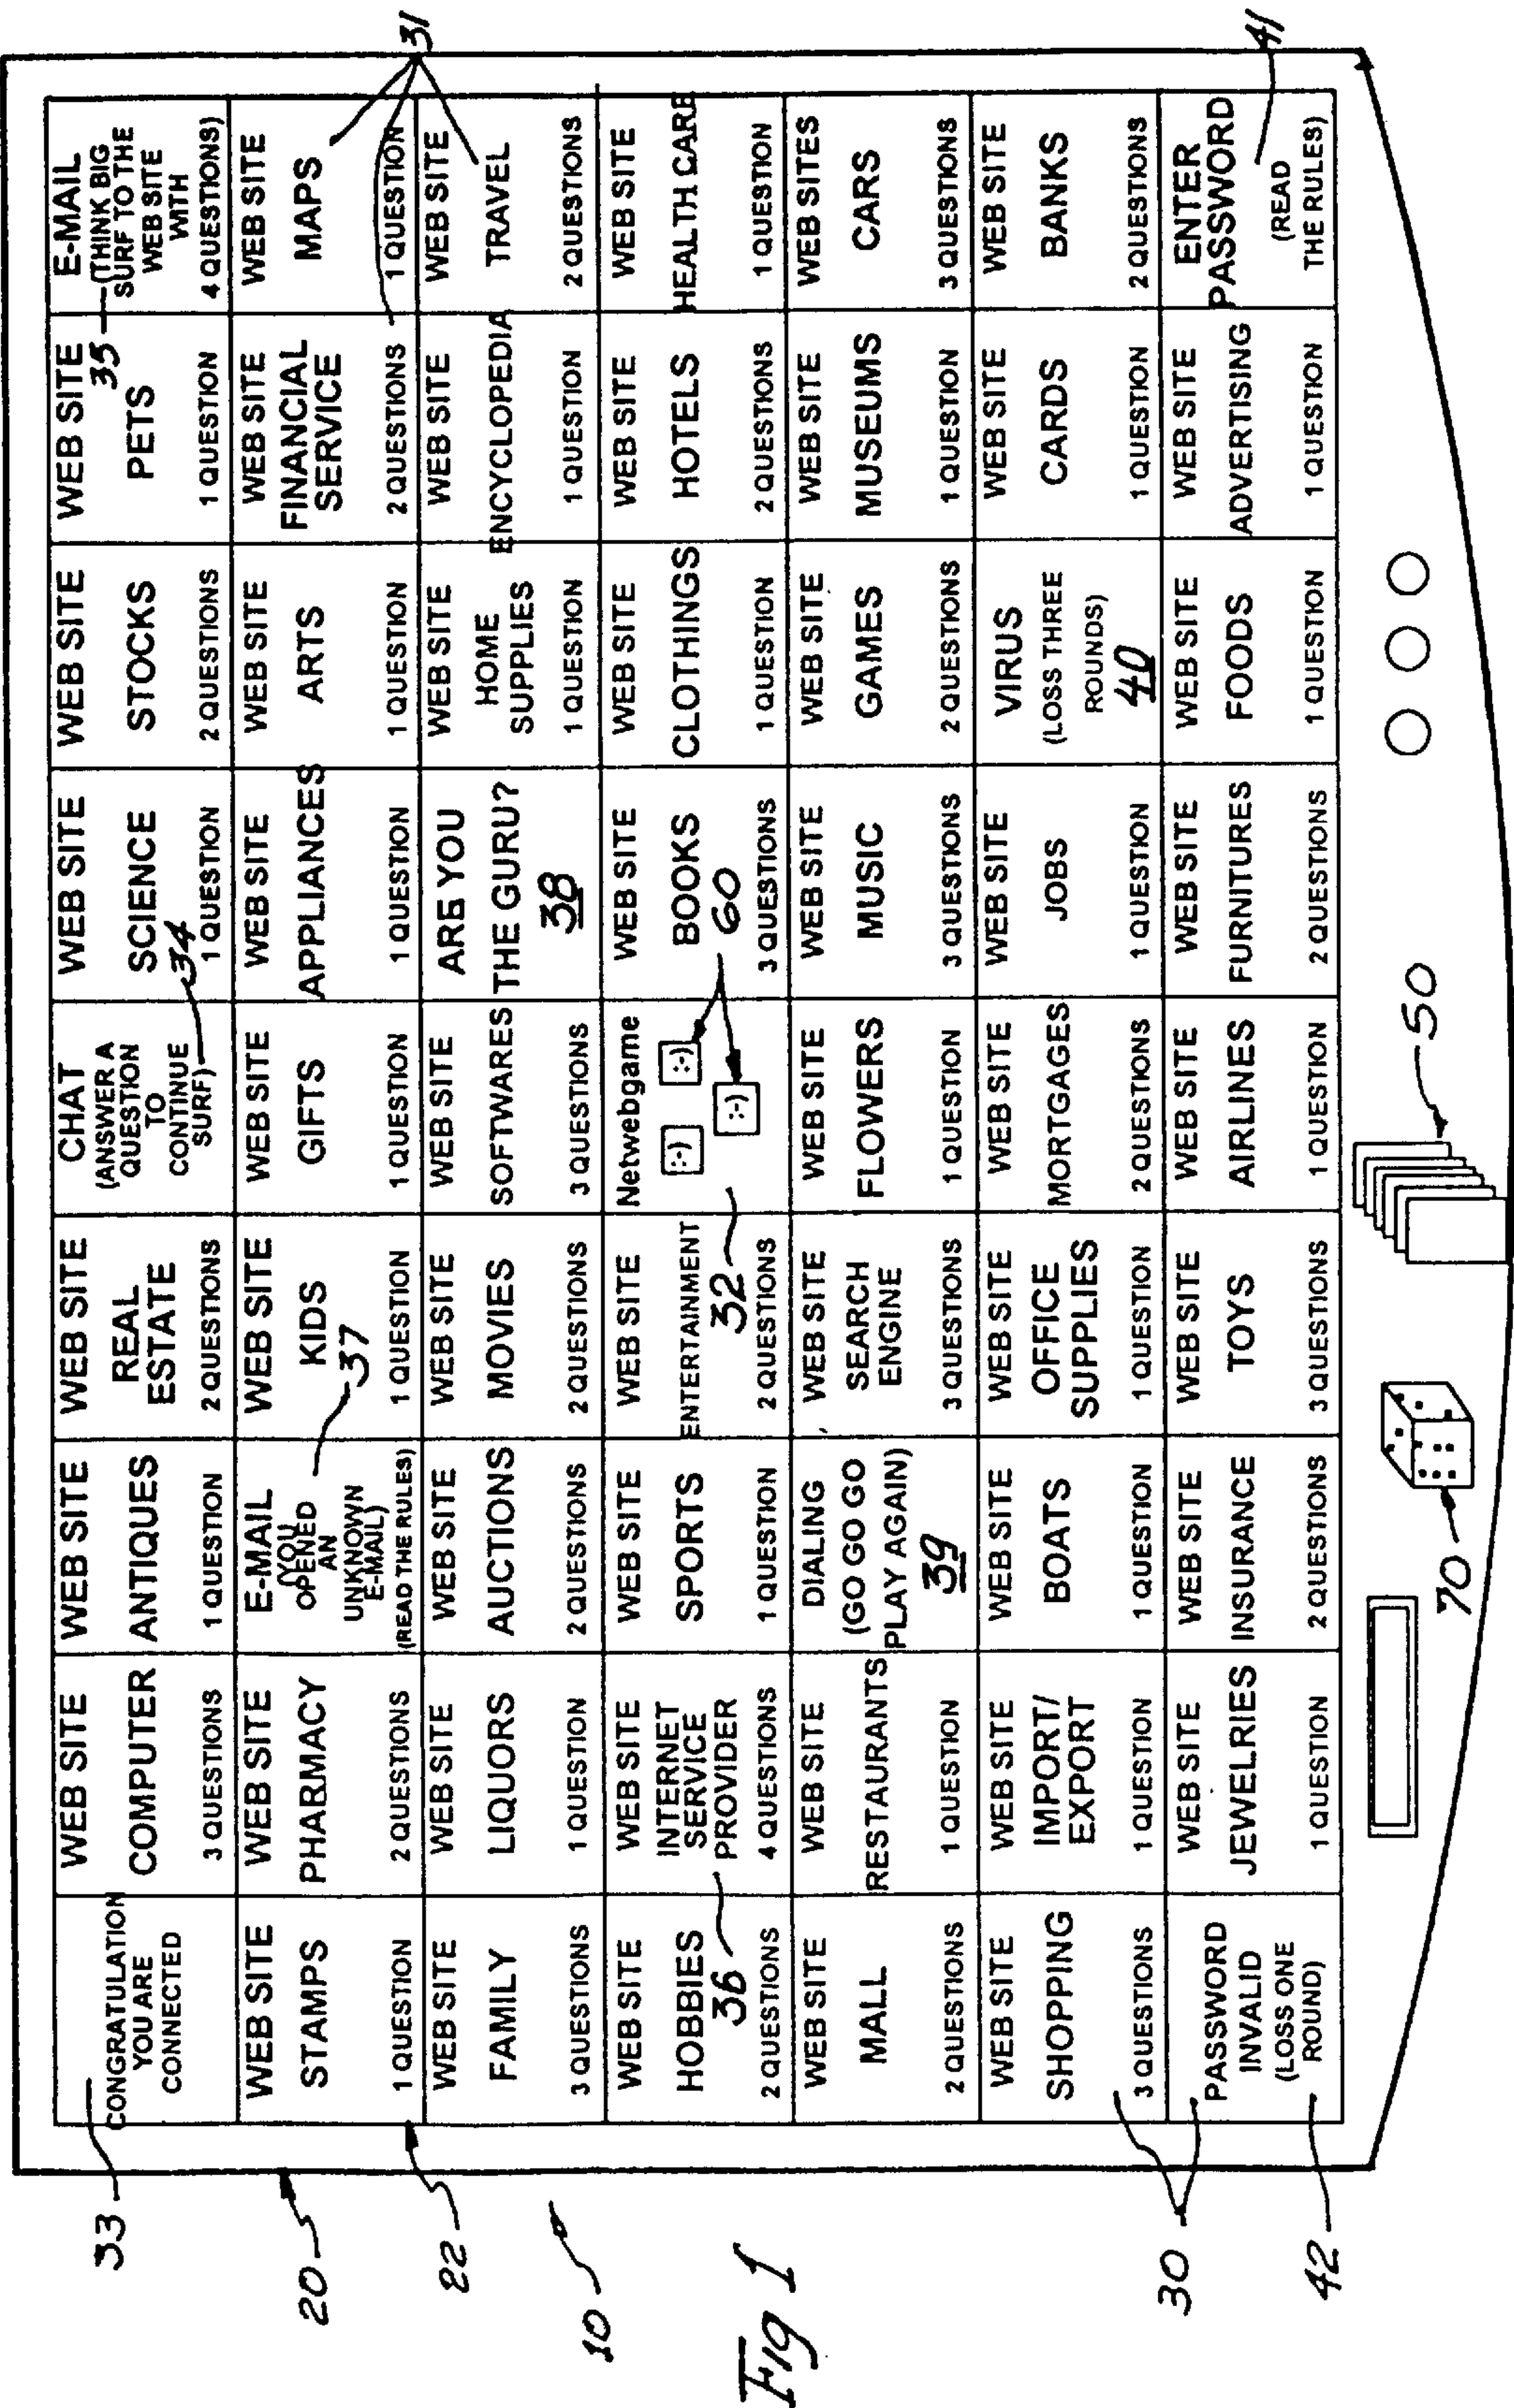 33
CONGRATULATION
YOU ARE
CONNECTED
WEB SITE
COMPUTER
3 QUESTIONS
WEB SITE
ANTIQUES
1 QUESTION
WEB SITE
REAL
ESTATE
2 QUESTIONS
CHAT
(ANSWER A
QUESTION
TO
CONTINUE
SURF)
34
WEB SITE
SCIENCE
1 QUESTION
WEB SITE
STOCKS
2 QUESTIONS
WEB SITE
PETS
1 QUESTION
35
E-MAIL
(THINK BIG
SURF TO THE
WEB SITE
WITH
4 QUESTIONS)
20
WEB SITE
STAMPS
1 QUESTION
WEB SITE
PHARMACY
2 QUESTIONS
E-MAIL
(YOU
OPENED
AN
UNKNOWN
E-MAIL)
(READ THE RULES)
37
WEB SITE
KIDS
1 QUESTION
WEB SITE
GIFTS
1 QUESTION
WEB SITE
APPLIANCES
1 QUESTION
WEB SITE
ARTS
1 QUESTION
WEB SITE
FINANCIAL
SERVICE
2 QUESTIONS
WEB SITE
MAPS
1 QUESTION
31
22
WEB SITE
FAMILY
3 QUESTIONS
WEB SITE
LIQUORS
1 QUESTION
WEB SITE
AUCTIONS
2 QUESTIONS
WEB SITE
MOVIES
2 QUESTIONS
WEB SITE
SOFTWARES
3 QUESTIONS
ARE YOU
THE GURU?
38
WEB SITE
HOME
SUPPLIES
1 QUESTION
WEB SITE
ENCYCLOPEDIA
1 QUESTION
WEB SITE
TRAVEL
2 QUESTIONS
10
WEB SITE
HOBBIES
2 QUESTIONS
36
WEB SITE
INTERNET
SERVICE
PROVIDER
4 QUESTIONS
WEB SITE
SPORTS
1 QUESTION
WEB SITE
ENTERTAINMENT
2 QUESTIONS
32
Netwebgame
:-)
:-)
:-)
60
WEB SITE
BOOKS
3 QUESTIONS
WEB SITE
CLOTHINGS
1 QUESTION
WEB SITE
HOTELS
2 QUESTIONS
WEB SITE
HEALTH CARE
1 QUESTION
WEB SITE
MALL
2 QUESTIONS
WEB SITE
RESTAURANTS
1 QUESTION
DIALING
(GO GO GO
PLAY AGAIN)
39
WEB SITE
SEARCH
ENGINE
3 QUESTIONS
WEB SITE
FLOWERS
1 QUESTION
WEB SITE
MUSIC
3 QUESTIONS
WEB SITE
GAMES
2 QUESTIONS
WEB SITE
MUSEUMS
1 QUESTION
WEB SITES
CARS
3 QUESTIONS
WEB SITE
SHOPPING
3 QUESTIONS
WEB SITE
IMPORT/
EXPORT
1 QUESTION
WEB SITE
BOATS
1 QUESTION
WEB SITE
OFFICE
SUPPLIES
1 QUESTION
WEB SITE
MORTGAGES
2 QUESTIONS
WEB SITE
JOBS
1 QUESTION
VIRUS
(LOSS THREE
ROUNDS)
40
WEB SITE
CARDS
1 QUESTION
WEB SITE
BANKS
2 QUESTIONS
30
PASSWORD
INVALID
(LOSS ONE
ROUND)
42
WEB SITE
JEWELRIES
1 QUESTION
WEB SITE
INSURANCE
2 QUESTIONS
WEB SITE
TOYS
3 QUESTIONS
WEB SITE
AIRLINES
1 QUESTION
WEB SITE
FURNITURES
2 QUESTIONS
WEB SITE
FOODS
1 QUESTION
WEB SITE
ADVERTISING
1 QUESTION
ENTER
PASSWORD
(READ
THE RULES)
41
70
50
Fig 1